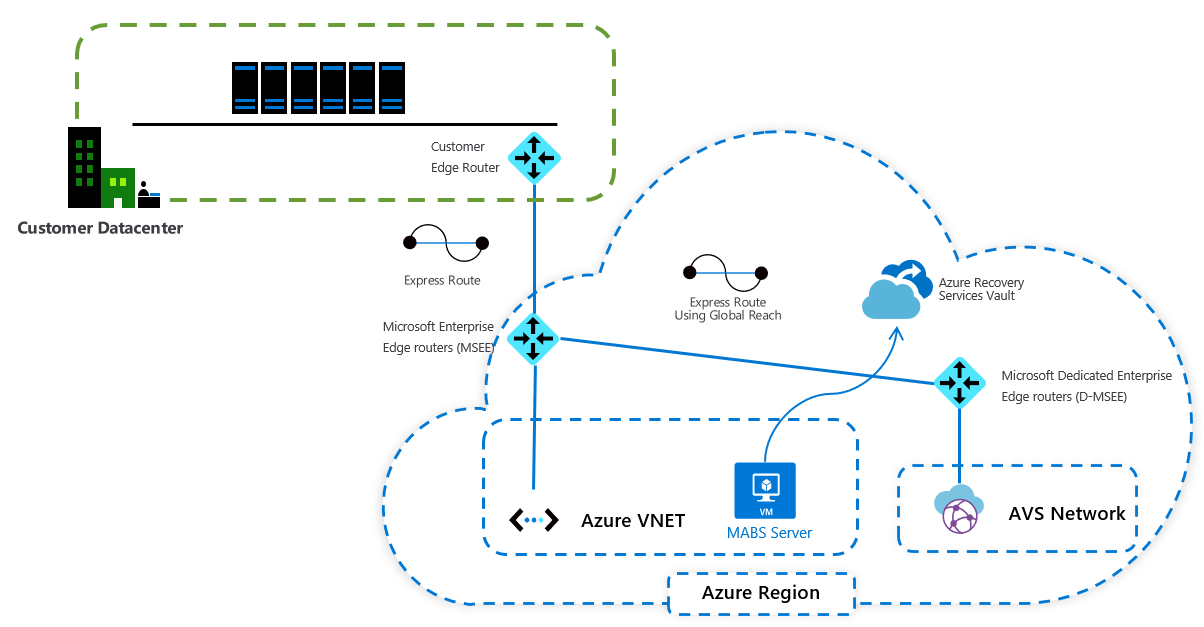 Customer
Edge Router
Customer Datacenter
Express Route
Express Route
Using Global Reach
Azure Recovery
Services Vault
Microsoft Enterprise
Edge routers (MSEE)
Microsoft Dedicated Enterprise
Edge routers (D-MSEE)
VM
Azure VNET
MABS Server
AVS Network
Azure Region